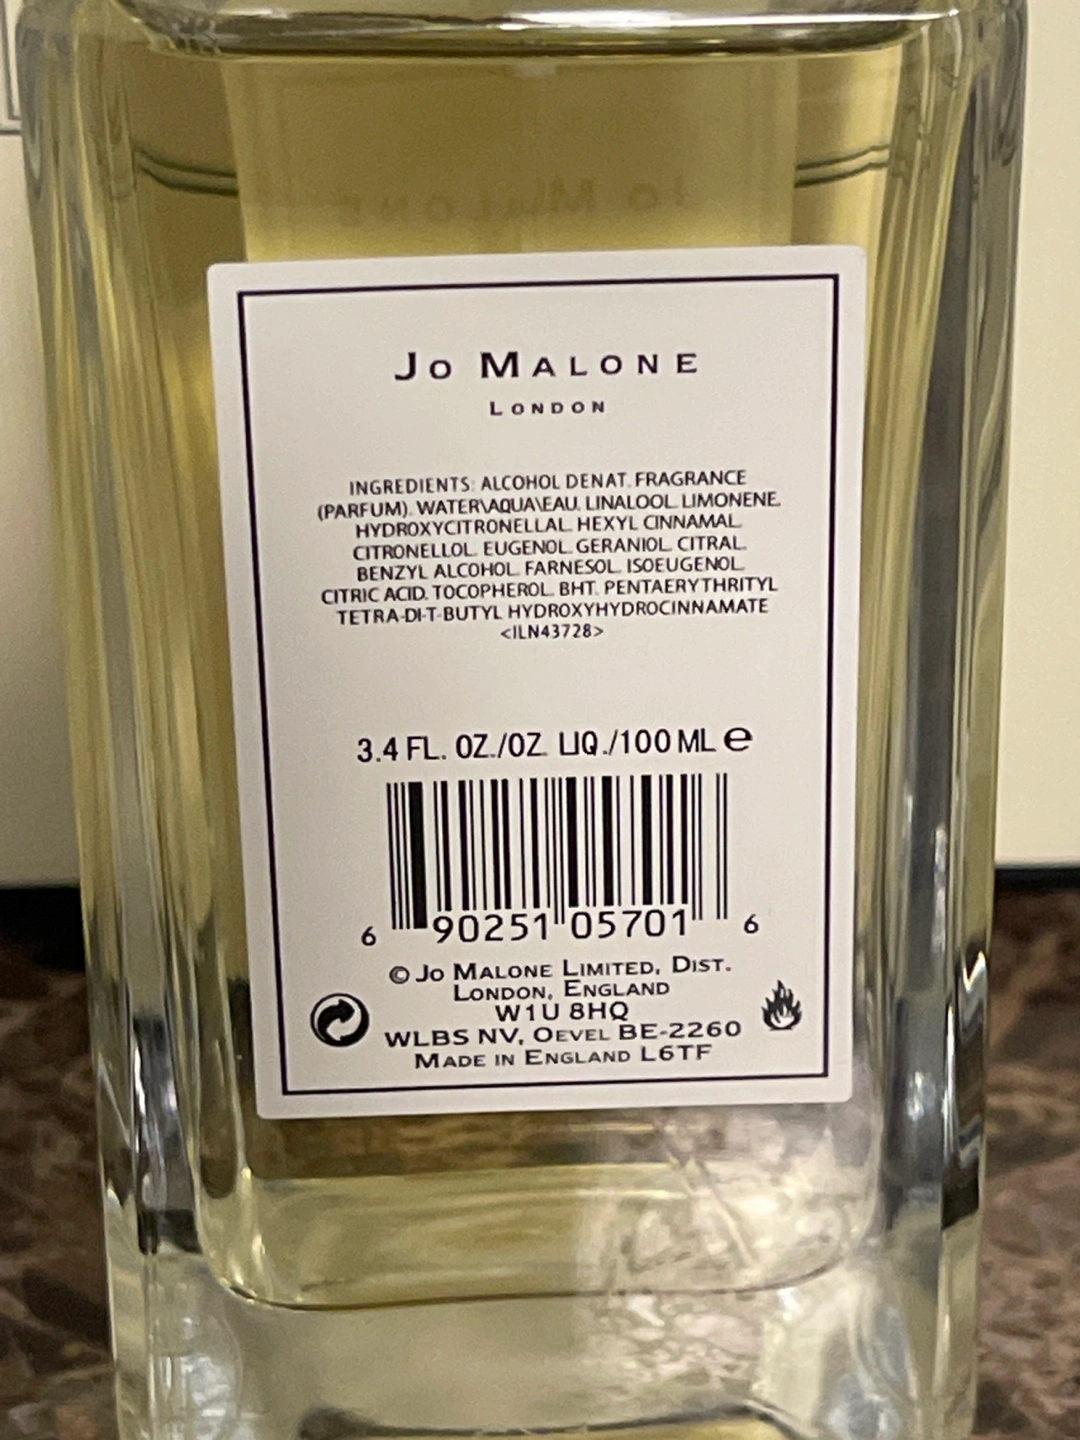 Jo Malone
Jo Malone
London
INGREDIENTS: ALCOHOL DENAT. FRAGRANCE
(PARFUM). WATER\AQUA\EAU. LINALOOL. LIMONENE.
HYDROXYCITRONELLAL. HEXYL CINNAMAL.
CITRONELLOL. EUGENOL. GERANIOL. CITRAL.
BENZYL ALCOHOL. FARNESOL. ISOEUGENOL.
CITRIC ACID. TOCOPHEROL. BHT. PENTAERYTHRITYL
TETRA-DI-T-BUTYL HYDROXYHYDROCINNAMATE
<ILN43728>
3.4 FL. OZ./OZ. LIQ./100 ML ℮
6 90251 05701 6
© Jo Malone Limited, Dist.
London, England
W1U 8HQ
WLBS NV, Oevel BE-2260
Made in England L6TF